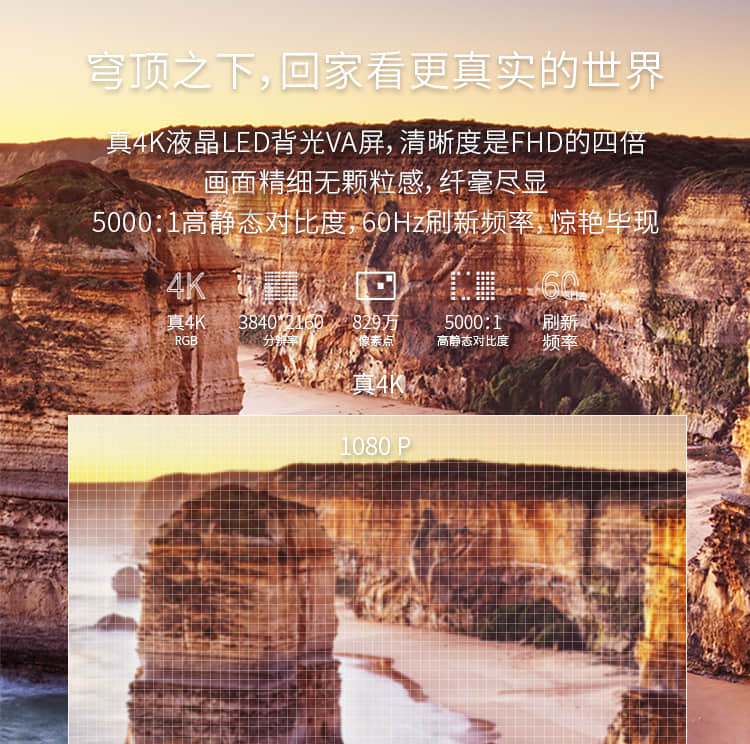 穹顶之下，回家看更真实的世界
真4K液晶LED背光VA屏，清晰度是FHD的四倍
画面精细无颗粒感，纤毫尽显
5000：1高静态对比度，60Hz刷新频率，惊艳毕现
4K
60Hz
真4K
3840*2160
829万
5000：1
刷新
RGB
分辨率
像素点
高静态对比度
频率
真4K
1080 P